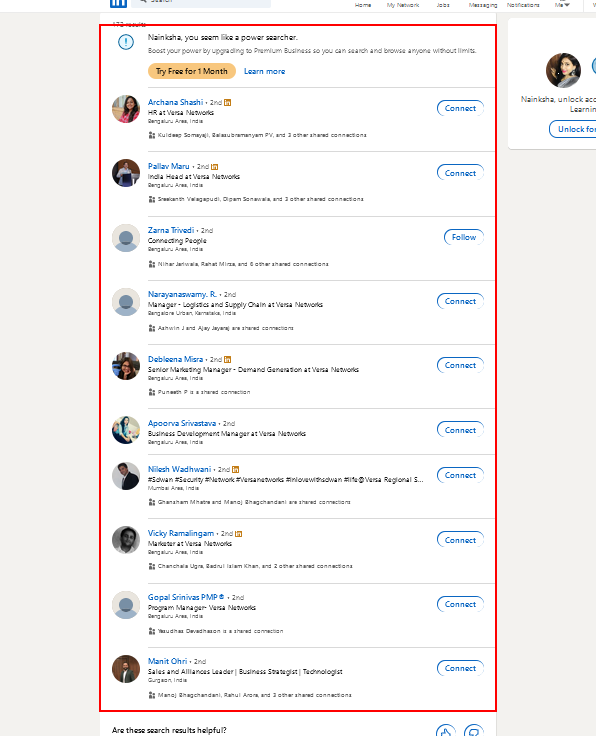 in Search
Home My Network Jobs Messaging Notifications Me
172 results
Nainksha, you seem like a power searcher.
Boost your power by upgrading to Premium Business so you can search and browse anyone without limits.
Try Free for 1 Month Learn more
Archana Shashi • 2nd in
HR at Versa Networks
Bengaluru Area, India
Kuldeep Somayaji, Balasubramanyam PV, and 3 other shared connections
Connect
Pallav Maru • 2nd in
India Head at Versa Networks
Bengaluru Area, India
Sreekanth Velagapudi, Dipam Sonawala, and 3 other shared connections
Connect
Zarna Trivedi • 2nd
Connecting People
Bengaluru Area, India
Nihar Jariwala, Rahat Mirza, and 6 other shared connections
Follow
Narayanaswamy. R. • 2nd
Manager - Logistics and Supply Chain at Versa Networks
Bangalore Urban, Karnataka, India
Ashwin J and Ajay Jayaraj are shared connections
Connect
Debleena Misra • 2nd in
Senior Marketing Manager - Demand Generation at Versa Networks
Bengaluru Area, India
Puneeth P is a shared connection
Connect
Apoorva Srivastava • 2nd
Business Development Manager at Versa Networks
Bengaluru Area, India
Connect
Nilesh Wadhwani • 2nd in
#Sdwan #Security #Network #Versanetworks #inlovewithsdwan #life@Versa Regional S...
Mumbai Area, India
Ghansham Mhatre and Manoj Bhagchandani are shared connections
Connect
Vicky Ramalingam • 2nd in
Marketer at Versa Networks
Bengaluru Area, India
Chanchala Ugra, Badrul Islam Khan, and 2 other shared connections
Connect
Gopal Srinivas PMP® • 2nd
Program Manager- Versa Networks
Bengaluru Area, India
Yesudhas Devadhason is a shared connection
Connect
Manit Ohri • 2nd
Sales and Alliances Leader | Business Strategist | Technologist
Gurgaon, India
Manoj Bhagchandani, Rahul Arora, and 3 other shared connections
Connect
Are these search results helpful?
Nainksha, unlock acc
Learnin
Unlock for